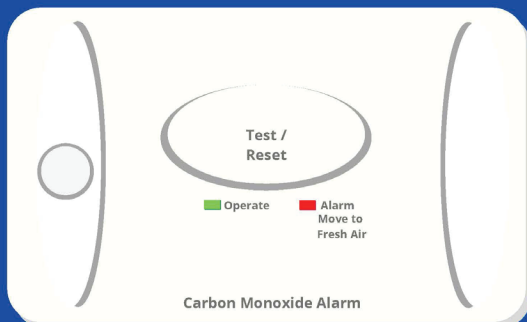 Test /
Reset
Operate
Alarm
Move to
Fresh Air
Carbon Monoxide Alarm